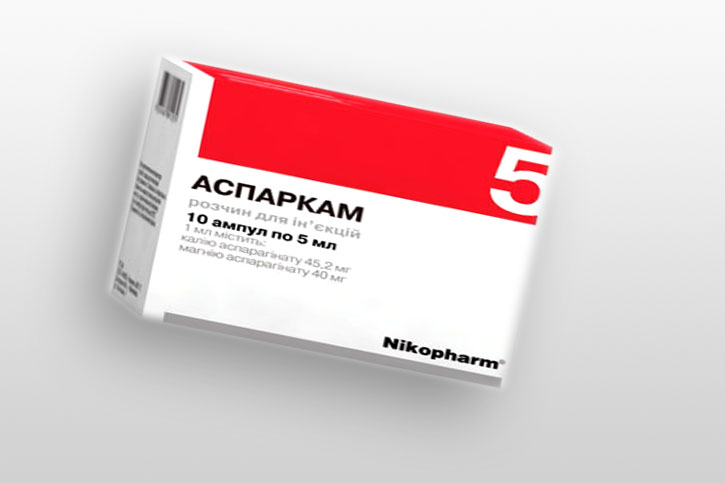 5
АСПАРКАМ
розчин для ін'єкцій
10 ампул по 5 мл
1 мл містить:
калію аспарагінату 45,2 мг
магнію аспарагінату 40 мг
Nikopharm®